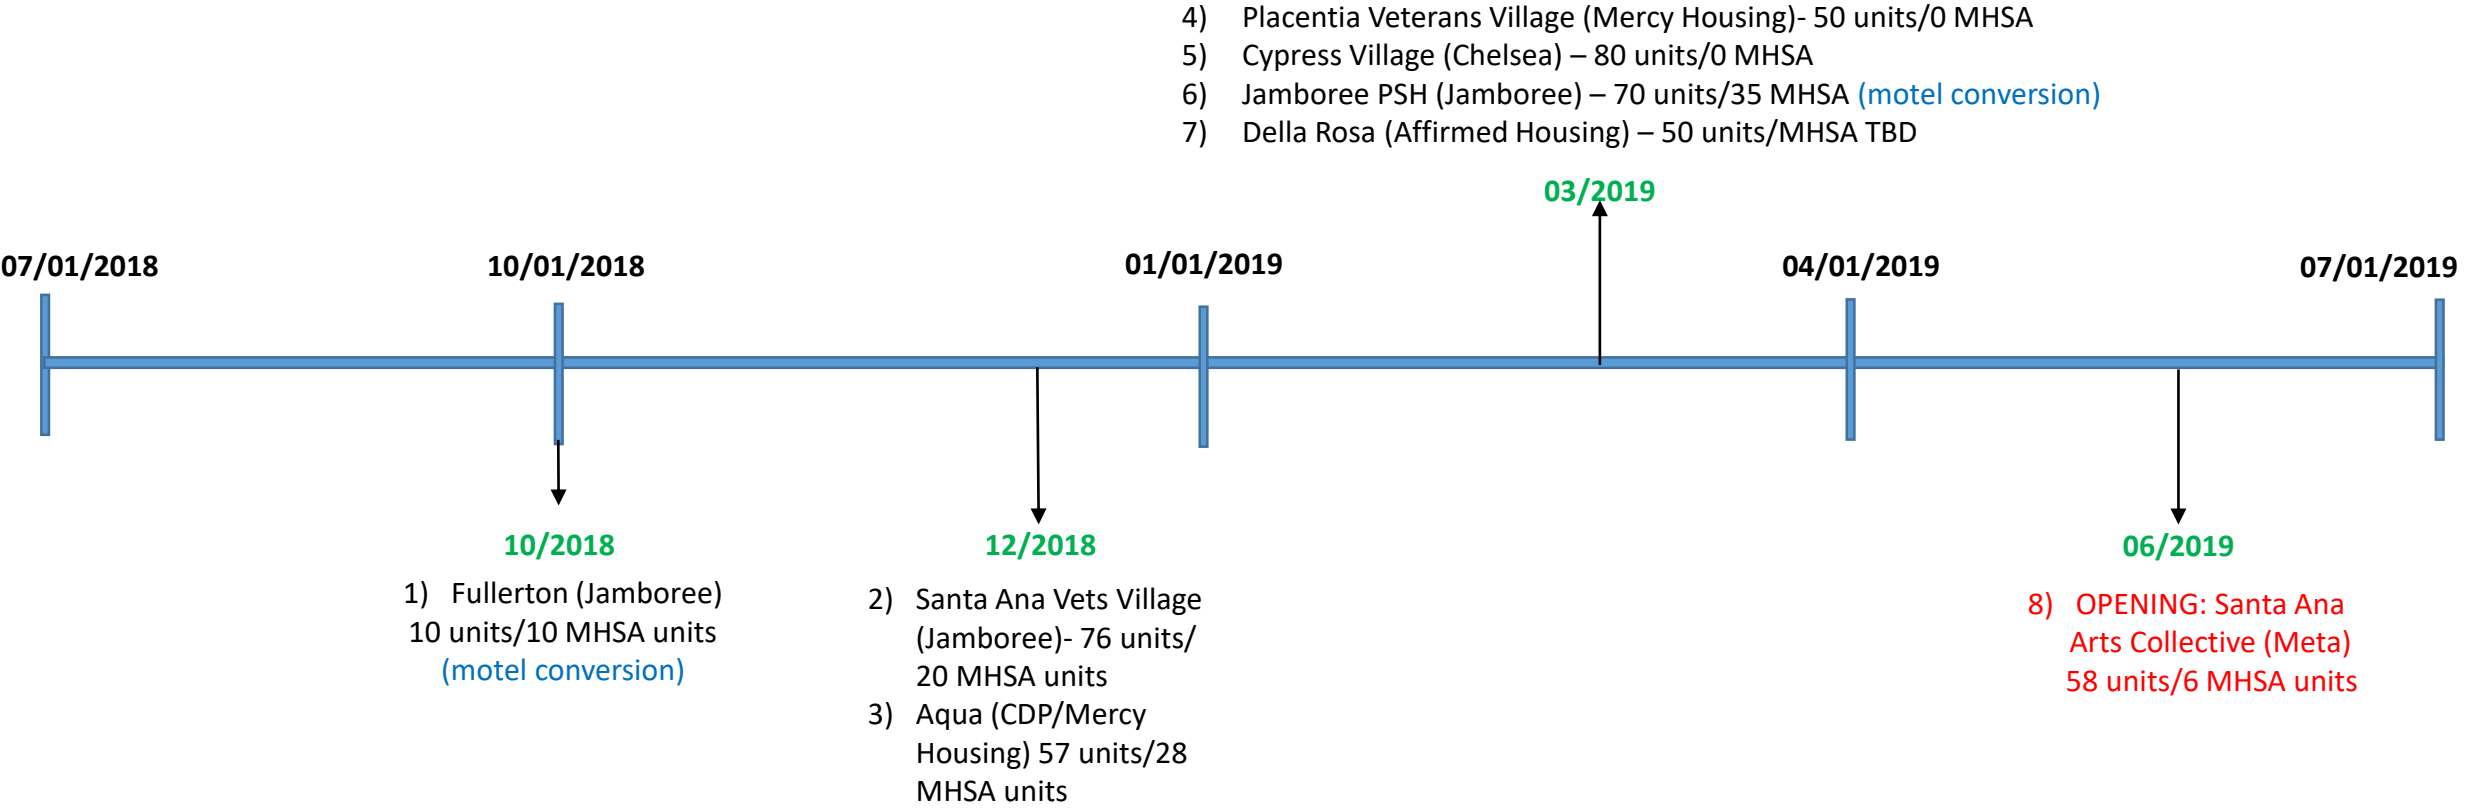 4) Placentia Veterans Village (Mercy Housing)- 50 units/0 MHSA
5) Cypress Village (Chelsea) – 80 units/0 MHSA
6) Jamboree PSH (Jamboree) – 70 units/35 MHSA (motel conversion)
7) Della Rosa (Affirmed Housing) – 50 units/MHSA TBD
03/2019
07/01/2018
10/01/2018
01/01/2019
04/01/2019
07/01/2019
10/2018
1) Fullerton (Jamboree)
10 units/10 MHSA units
(motel conversion)
12/2018
2) Santa Ana Vets Village
(Jamboree)- 76 units/
20 MHSA units
3) Aqua (CDP/Mercy
Housing) 57 units/28
MHSA units
06/2019
8) OPENING: Santa Ana
Arts Collective (Meta)
58 units/6 MHSA units